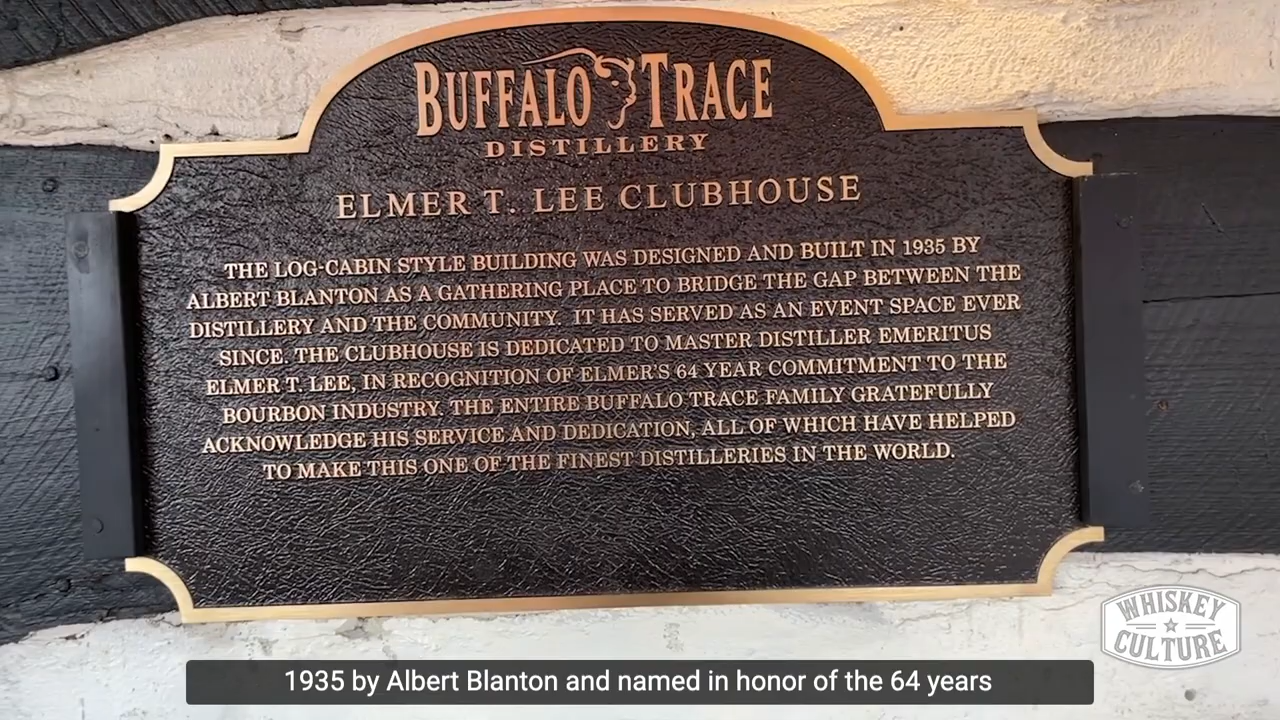 BUFFALO TRACE
DISTILLERY
ELMER T. LEE CLUBHOUSE
THE LOG-CABIN STYLE BUILDING WAS DESIGNED AND BUILT IN 1935 BY
ALBERT BLANTON AS A GATHERING PLACE TO BRIDGE THE GAP BETWEEN THE
DISTILLERY AND THE COMMUNITY. IT HAS SERVED AS AN EVENT SPACE EVER
SINCE. THE CLUBHOUSE IS DEDICATED TO MASTER DISTILLER EMERITUS
ELMER T. LEE, IN RECOGNITION OF ELMER'S 64 YEAR COMMITMENT TO THE
BOURBON INDUSTRY. THE ENTIRE BUFFALO TRACE FAMILY GRATEFULLY
ACKNOWLEDGE HIS SERVICE AND DEDICATION, ALL OF WHICH HAVE HELPED
TO MAKE THIS ONE OF THE FINEST DISTILLERIES IN THE WORLD.
WHISKEY
CULTURE
1935 by Albert Blanton and named in honor of the 64 years